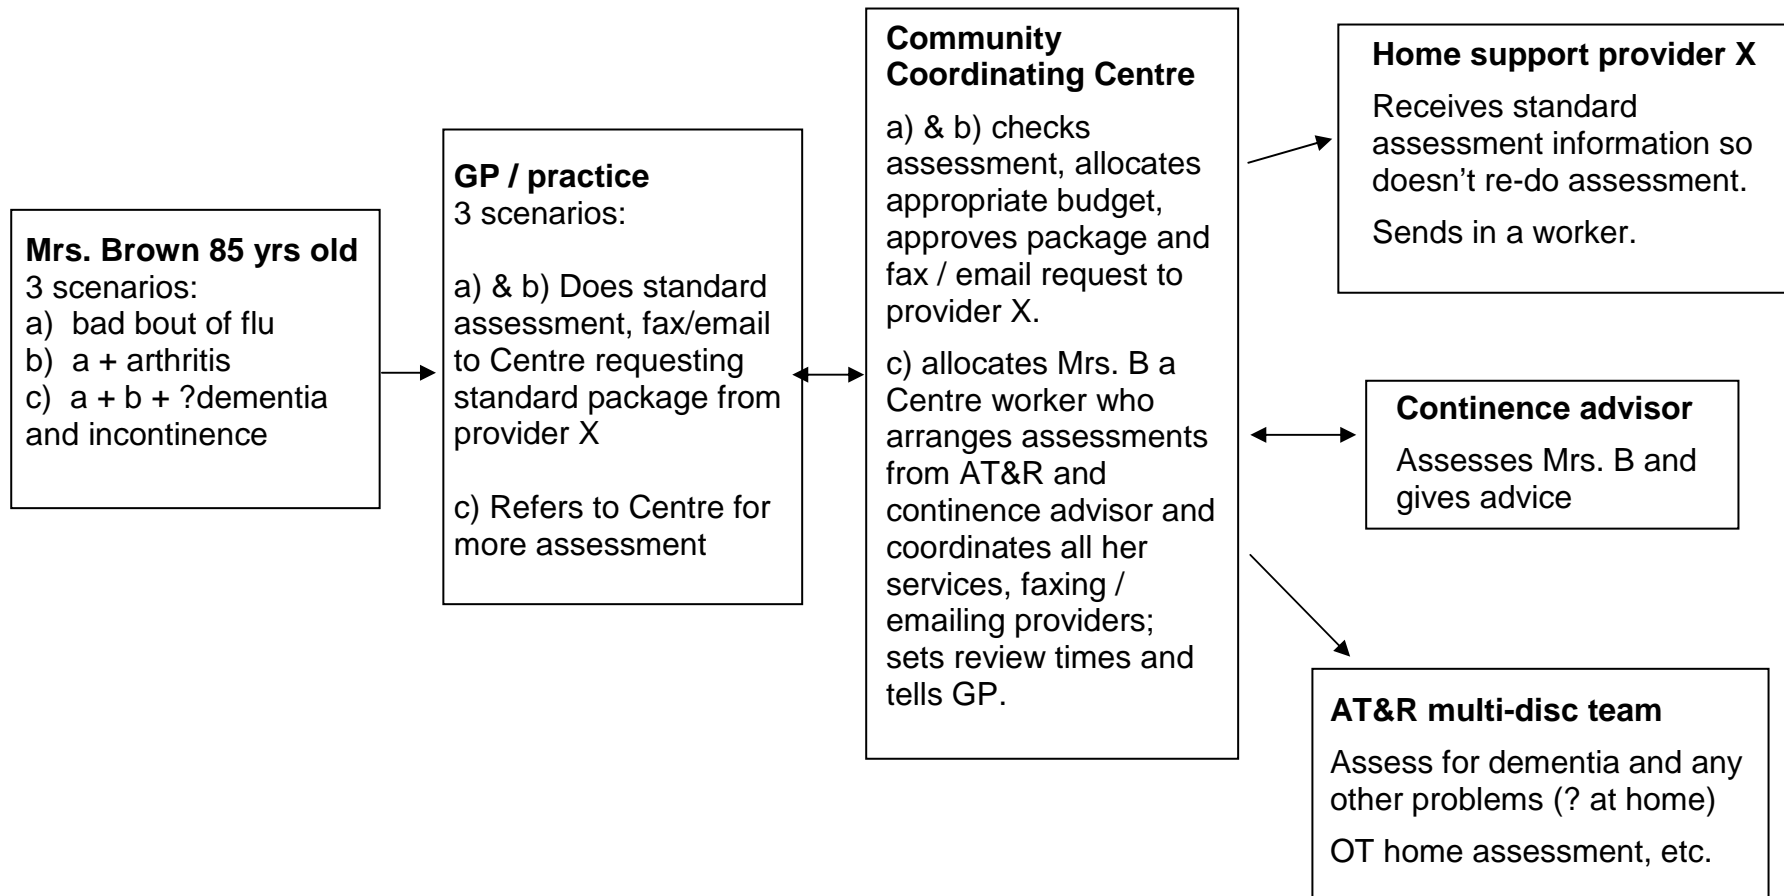 Mrs. Brown 85 yrs old
3 scenarios:
a) bad bout of flu
b) a + arthritis
c) a + b + ?dementia
and incontinence
GP / practice
3 scenarios:
a) & b) Does standard
assessment, fax/email
to Centre requesting
standard package from
provider X
c) Refers to Centre for
more assessment
Community
Coordinating Centre
a) & b) checks
assessment, allocates
appropriate budget,
approves package and
fax / email request to
provider X.
c) allocates Mrs. B a
Centre worker who
arranges assessments
from AT&R and
continence advisor and
coordinates all her
services, faxing /
emailing providers;
sets review times and
tells GP.
Home support provider X
Receives standard
assessment information so
doesn’t re-do assessment.
Sends in a worker.
Continence advisor
Assesses Mrs. B and
gives advice
AT&R multi-disc team
Assess for dementia and any
other problems (? at home)
OT home assessment, etc.